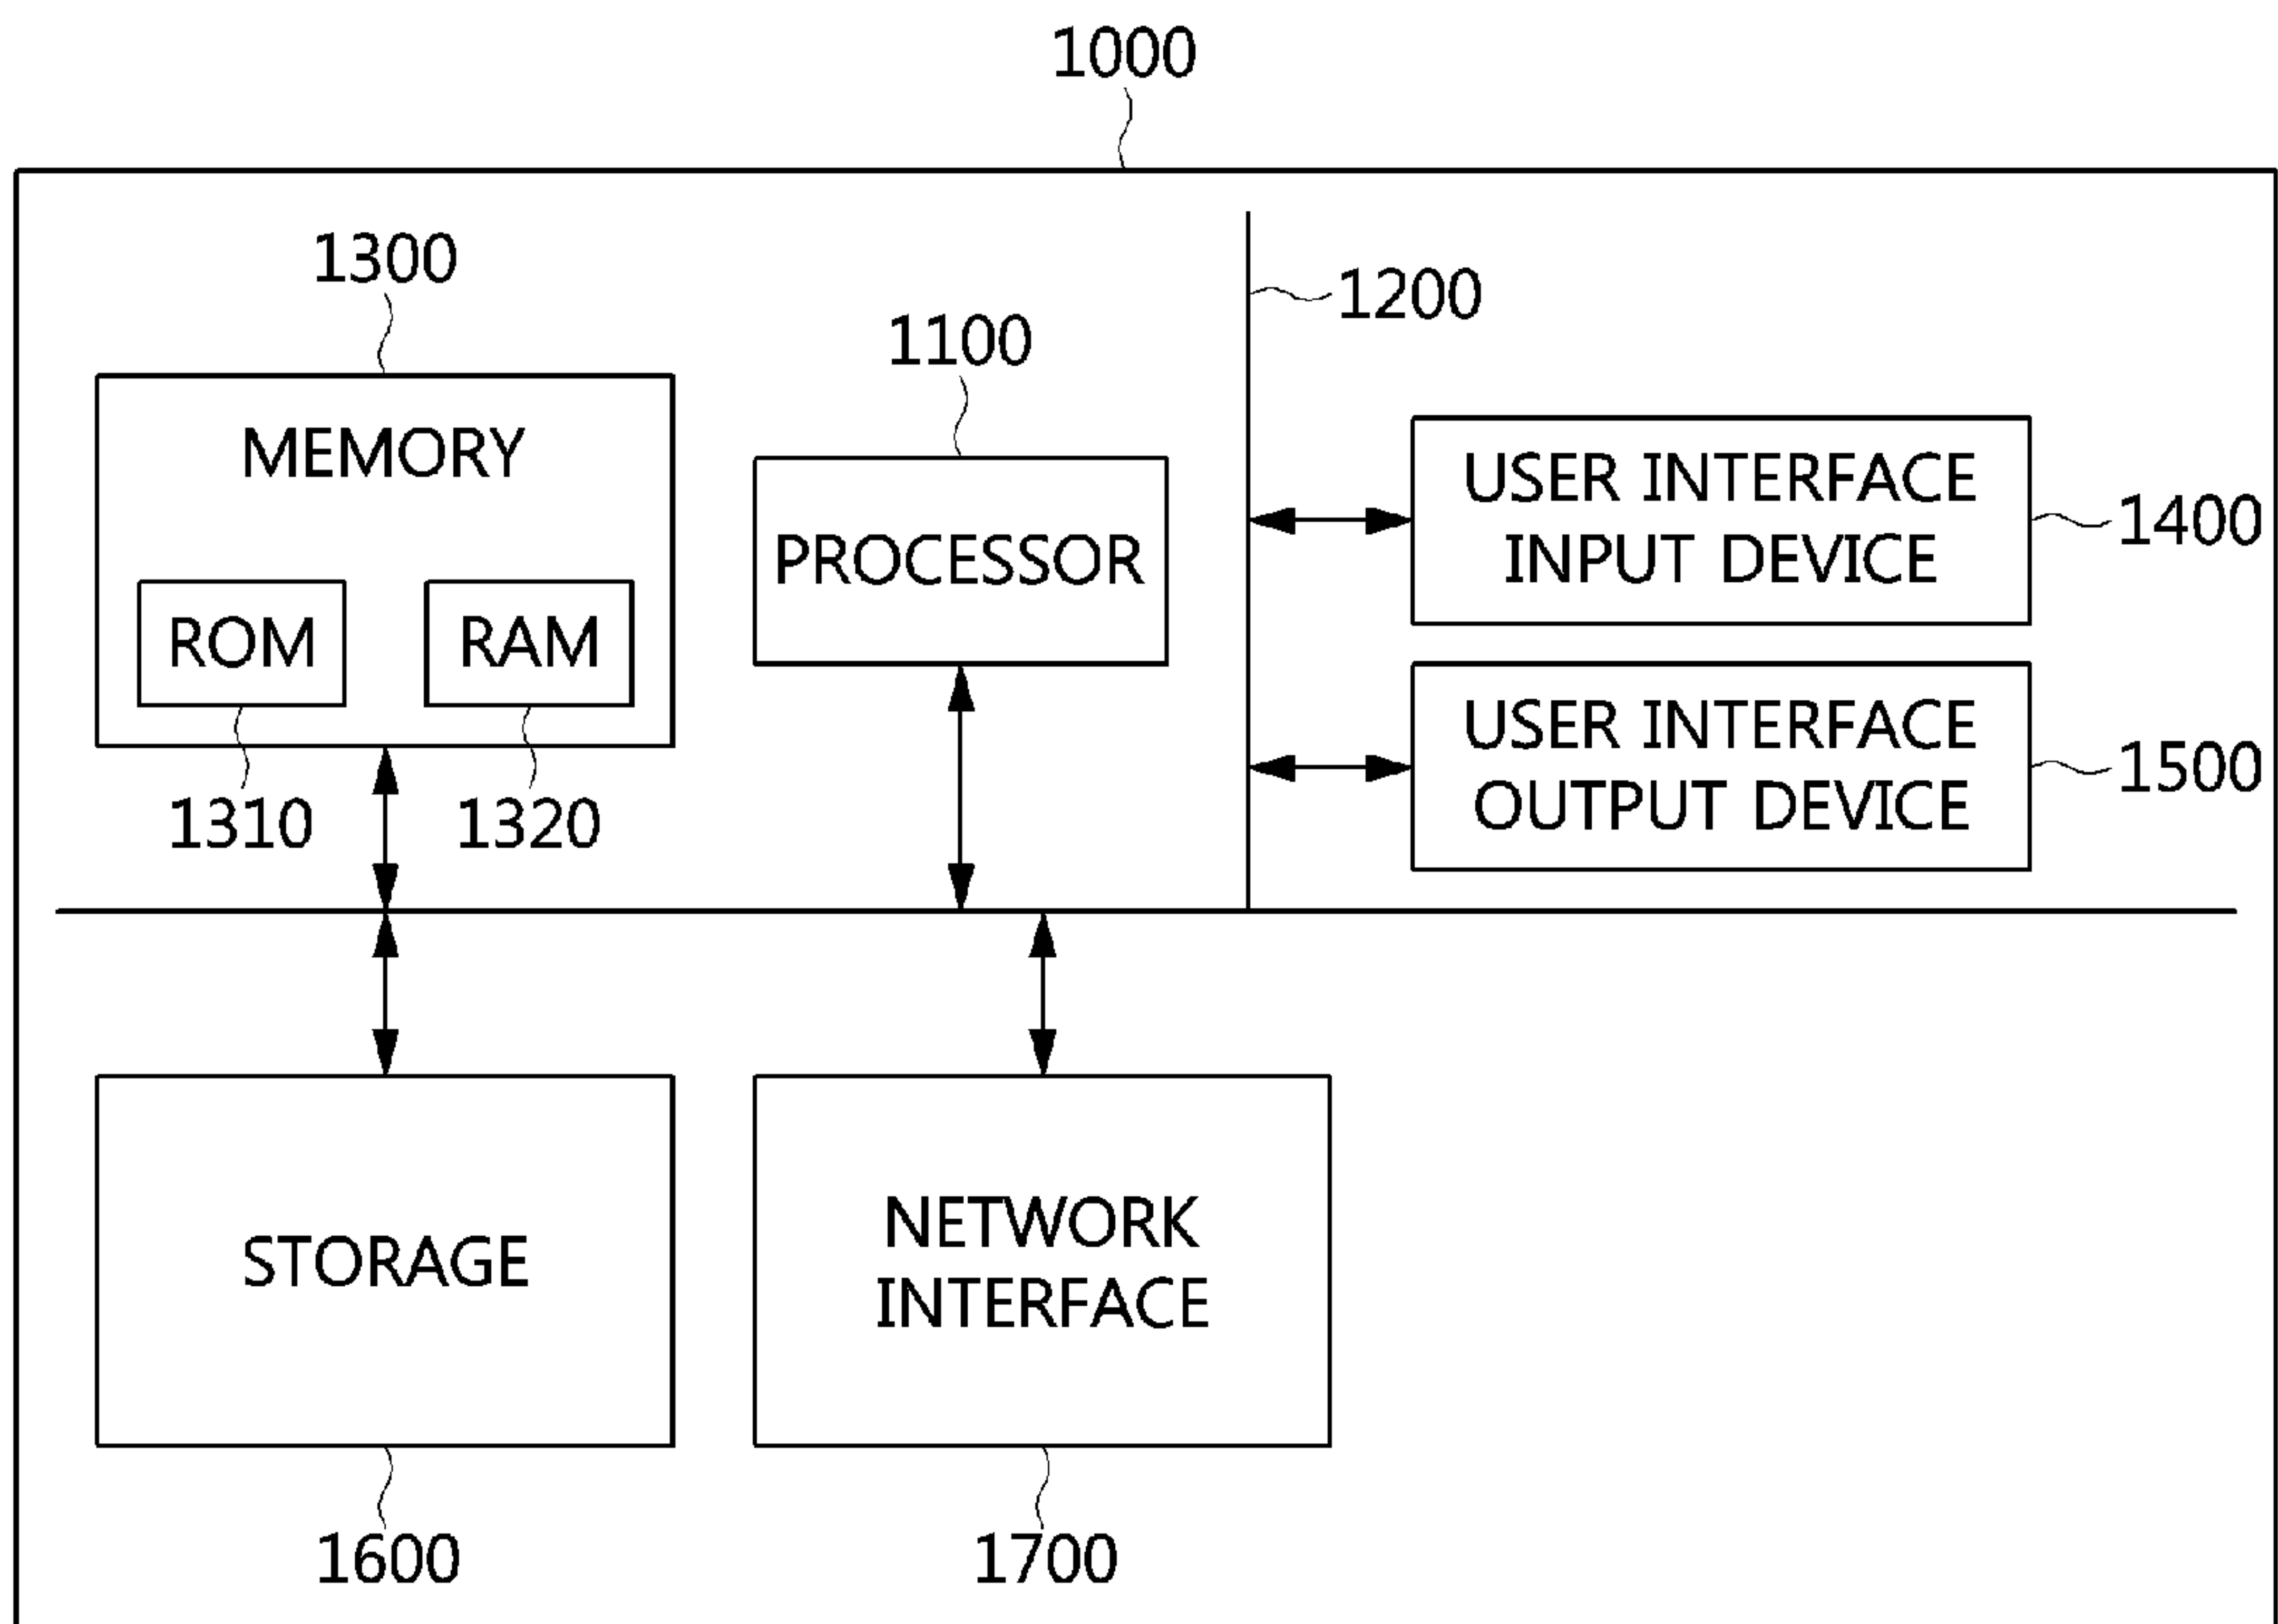 1000
1300
1200
1100
MEMORY
USER INTERFACE
INPUT DEVICE
1400
PROCESSOR
ROM
RAM
USER INTERFACE
OUTPUT DEVICE
1500
1310
1320
STORAGE
NETWORK
INTERFACE
1600
1700